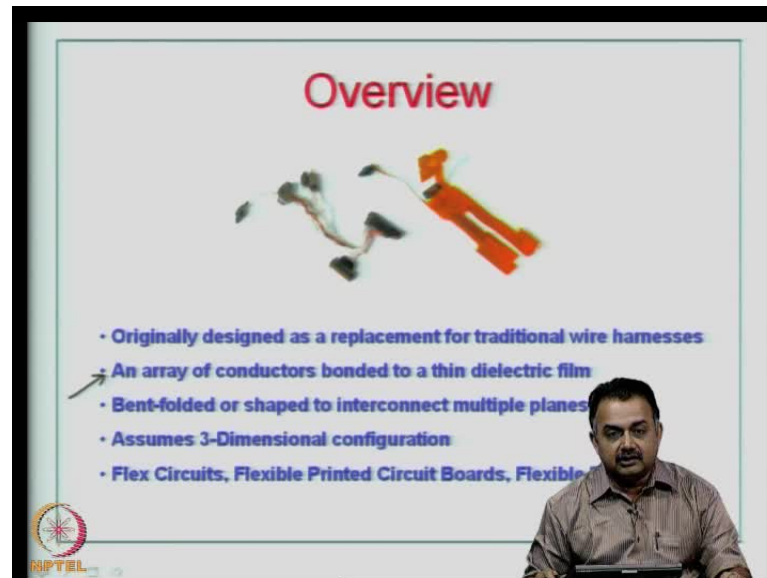 Overview
• Originally designed as a replacement for traditional wire harnesses
• An array of conductors bonded to a thin dielectric film
• Bent-folded or shaped to interconnect multiple planes
• Assumes 3-Dimensional configuration
• Flex Circuits, Flexible Printed Circuit Boards, Flexible
NPTEL